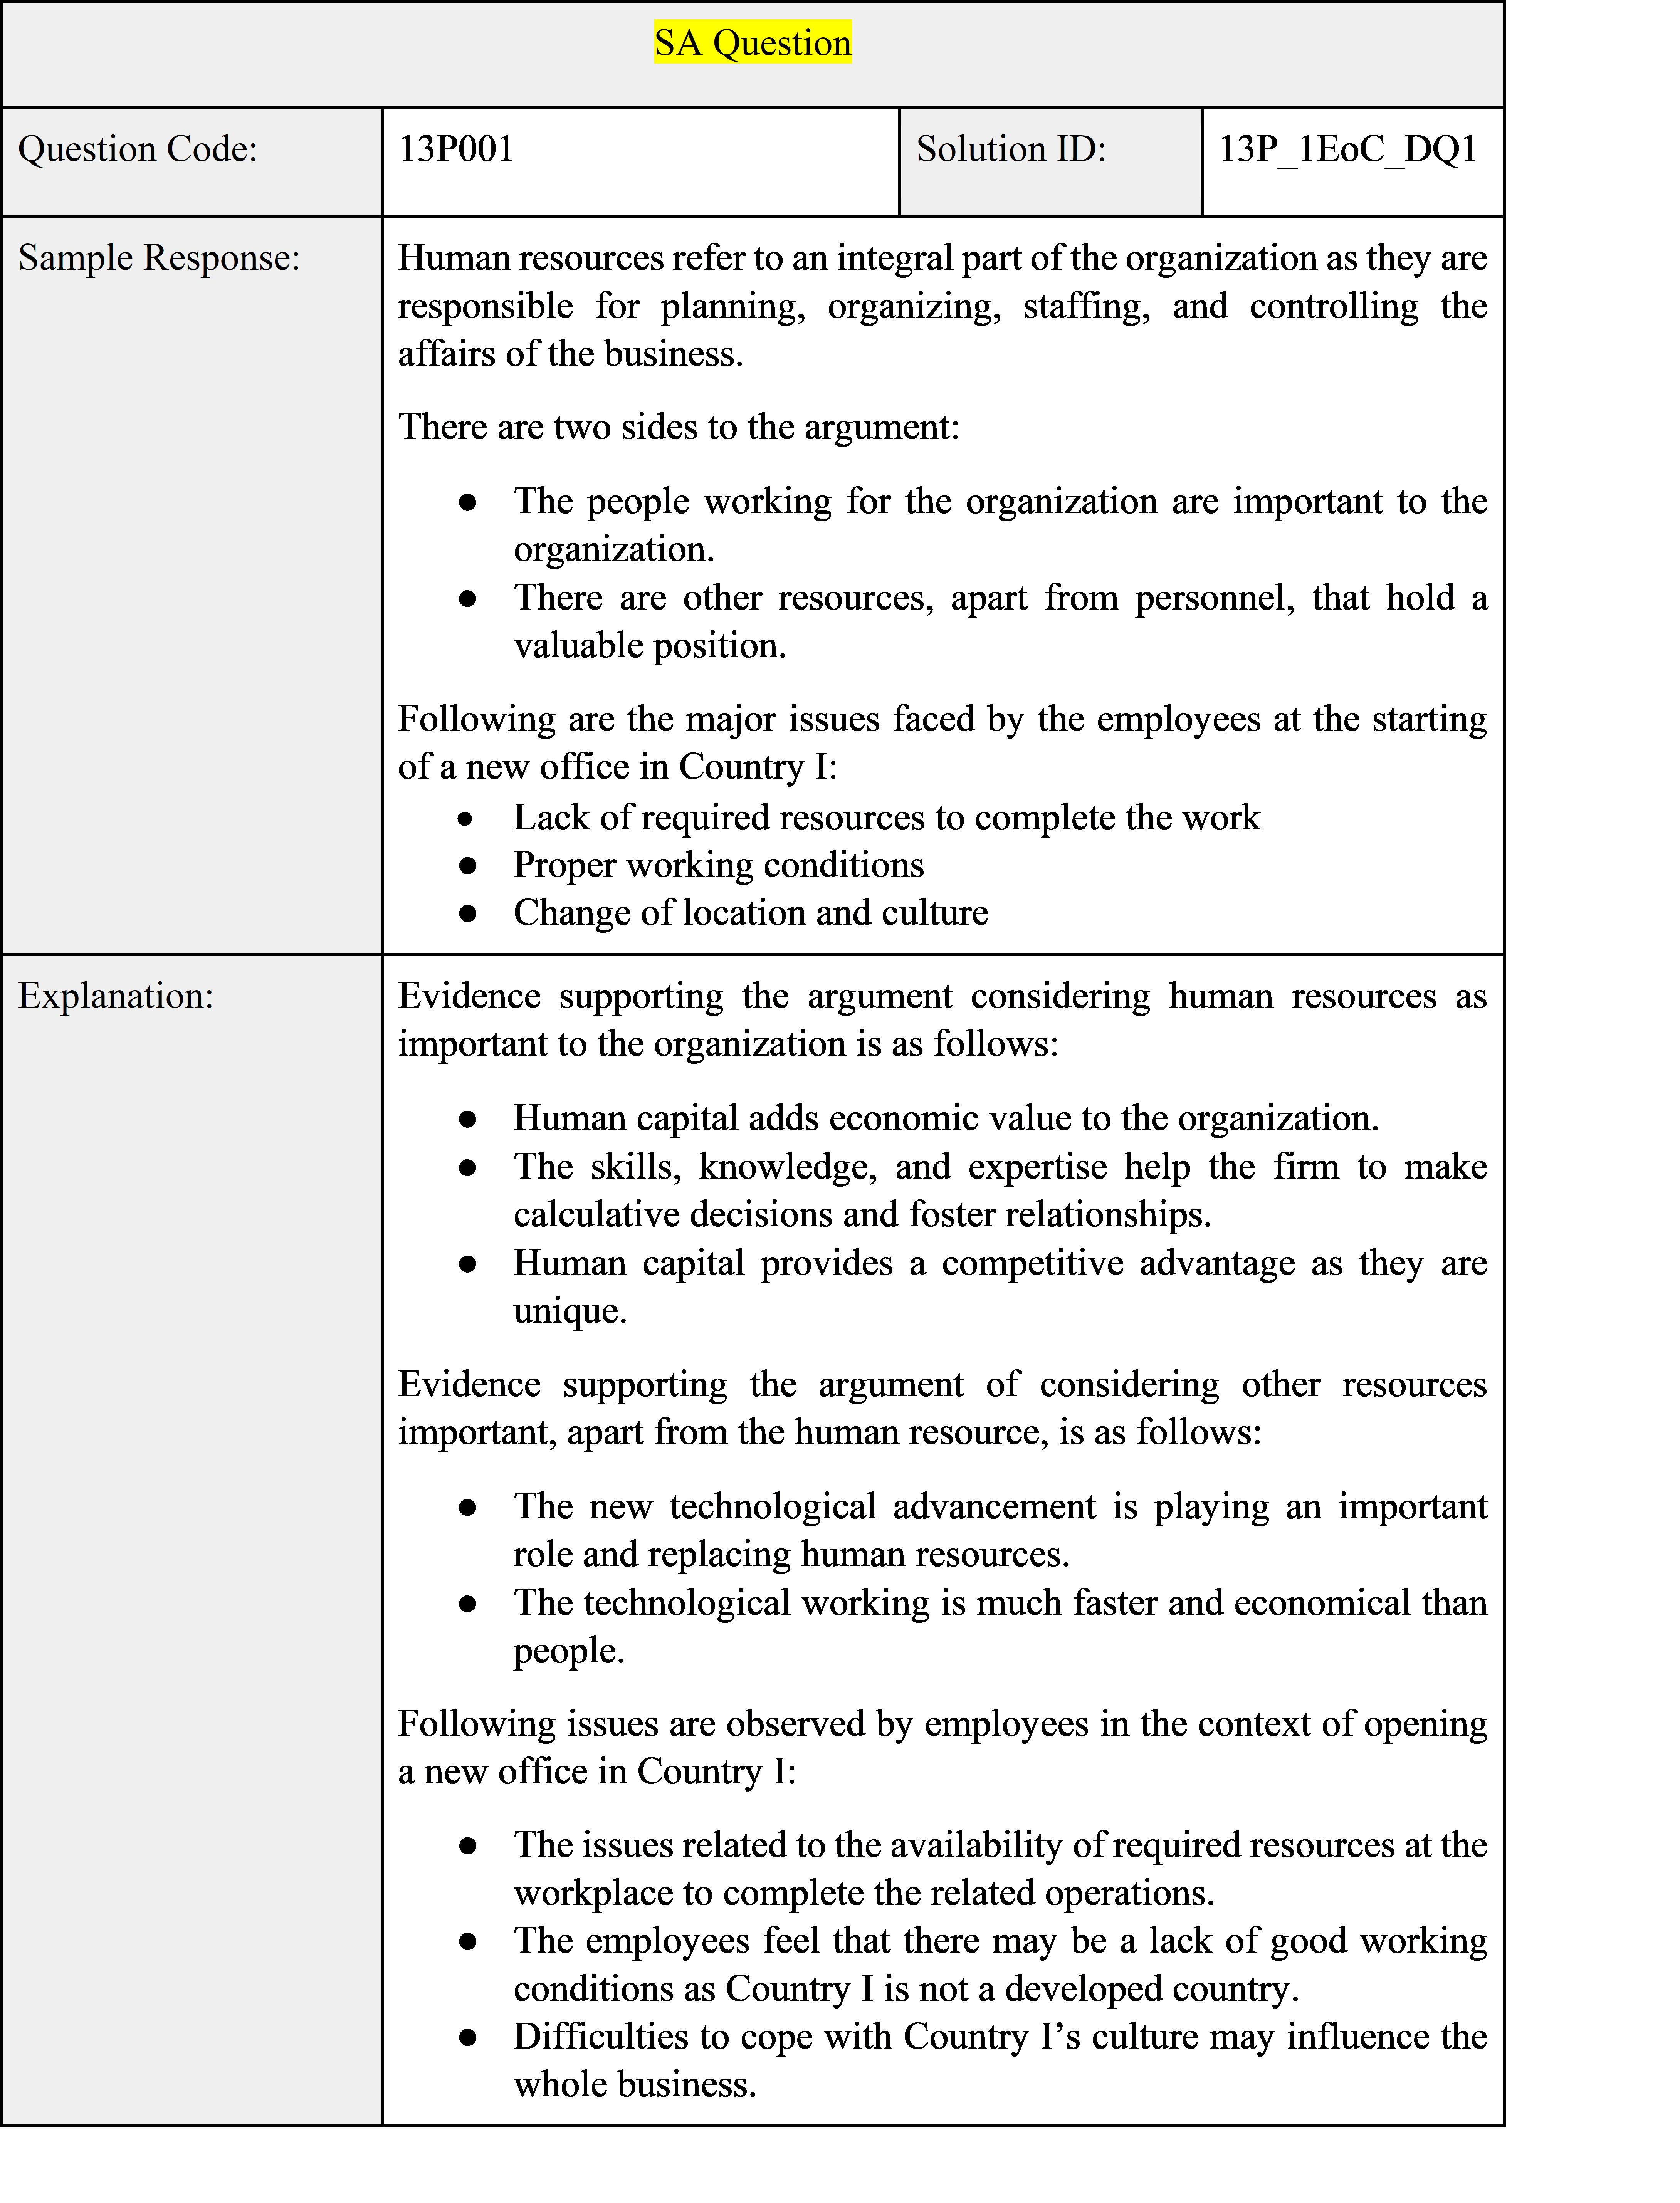 SA Question
Question Code:
13P001
Solution ID:
13P_1EoC_DQ1
Sample Response:
Human resources refer to an integral part of the organization as they are
responsible for planning, organizing, staffing, and controlling the
affairs of the business.
There are two sides to the argument:
● The people working for the organization are important to the
organization.
● There are other resources, apart from personnel, that hold a
valuable position.
Following are the major issues faced by the employees at the starting
of a new office in Country I:
● Lack of required resources to complete the work
● Proper working conditions
● Change of location and culture
Explanation:
Evidence supporting the argument considering human resources as
important to the organization is as follows:
● Human capital adds economic value to the organization.
● The skills, knowledge, and expertise help the firm to make
calculative decisions and foster relationships.
● Human capital provides a competitive advantage as they are
unique.
Evidence supporting the argument of considering other resources
important, apart from the human resource, is as follows:
● The new technological advancement is playing an important
role and replacing human resources.
● The technological working is much faster and economical than
people.
Following issues are observed by employees in the context of opening
a new office in Country I:
● The issues related to the availability of required resources at the
workplace to complete the related operations.
● The employees feel that there may be a lack of good working
conditions as Country I is not a developed country.
● Difficulties to cope with Country I’s culture may influence the
whole business.